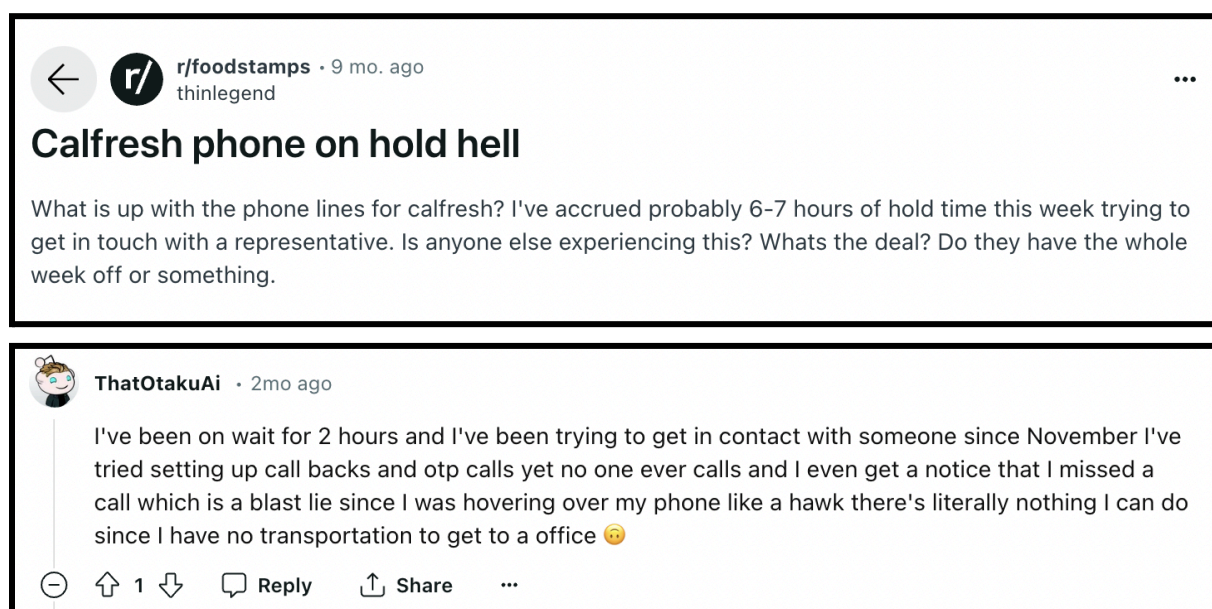 r/foodstamps • 9 mo. ago
r/
thinlegend
Calfresh phone on hold hell
What is up with the phone lines for calfresh? I've accrued probably 6-7 hours of hold time this week trying to
get in touch with a representative. Is anyone else experiencing this? Whats the deal? Do they have the whole
week off or something.
ThatOtakuAi • 2mo ago
I've been on wait for 2 hours and I've been trying to get in contact with someone since November I've
tried setting up call backs and otp calls yet no one ever calls and I even get a notice that I missed a
call which is a blast lie since I was hovering over my phone like a hawk there's literally nothing I can do
since I have no transportation to get to a office 🙃
1 Reply Share